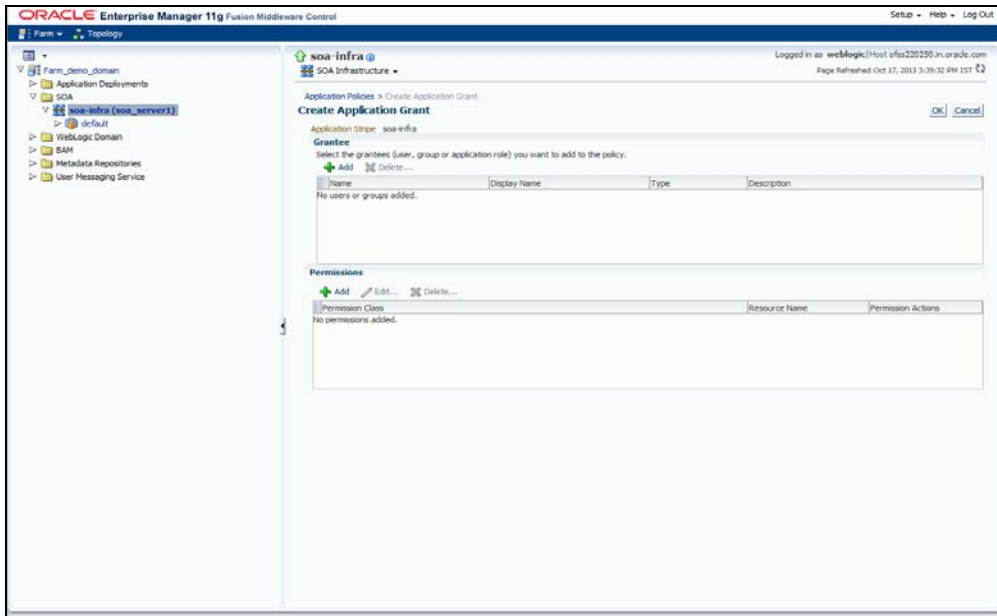 ORACLE Enterprise Manager 11g Fusion Middleware Control
Setup Help Log Out
Farm Topology
soa-infra
Logged in as weblogic|Host ofss220250.in.oracle.com
SOA Infrastructure
Page Refreshed Oct 17, 2013 3:39:32 PM IST
Farm_demo_domain
Application Deployments
SOA
soa-infra (soa_server1)
default
WebLogic Domain
BAM
Metadata Repositories
User Messaging Service
Application Policies > Create Application Grant
Create Application Grant
OK Cancel
Application Stripe soa-infra
Grantee
Select the grantees (user, group or application role) you want to add to the policy.
Add Delete...
Name Display Name Type Description
No users or groups added.
Permissions
Add Edit... Delete...
Permission Class Resource Name Permission Actions
No permissions added.